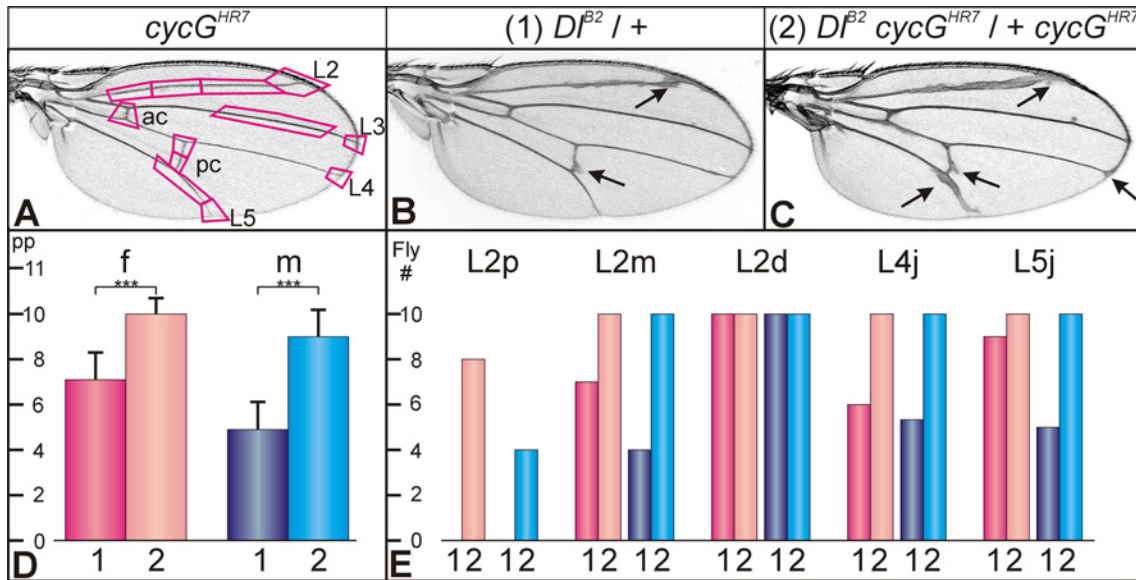 cycG^HR7
(1) Dl^B2 / +
(2) Dl^B2 cycG^HR7 / + cycG^HR7
L2
ac
L3
pc
L4
L5
A
B
C
pp
f
m
11
***
***
10
8
6
4
2
0
D
1 2
1 2
Fly
#
L2p L2m L2d L4j L5j
10
8
6
4
2
0
E
12 12 12 12 12 12 12 12 12 12